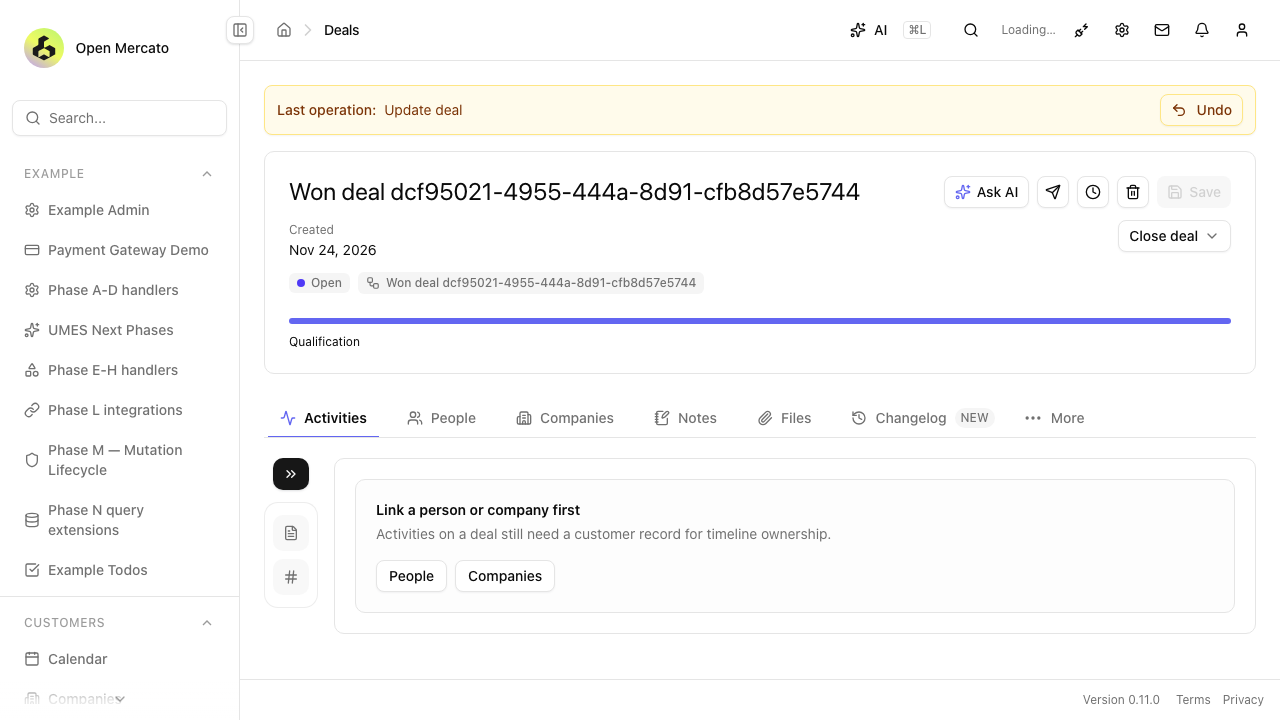 Open Mercato
Search...
EXAMPLE
Example Admin
Payment Gateway Demo
Phase A-D handlers
UMES Next Phases
Phase E-H handlers
Phase L integrations
Phase M — Mutation
Lifecycle
Phase N query
extensions
Example Todos
CUSTOMERS
Calendar
Companies
Deals
AI ⌘L
Loading...
Last operation: Update deal
Undo
Won deal dcf95021-4955-444a-8d91-cfb8d57e5744
Ask AI
Save
Created
Nov 24, 2026
Close deal
Open
Won deal dcf95021-4955-444a-8d91-cfb8d57e5744
Qualification
Activities
People
Companies
Notes
Files
Changelog NEW
More
Link a person or company first
Activities on a deal still need a customer record for timeline ownership.
People
Companies
Version 0.11.0
Terms
Privacy